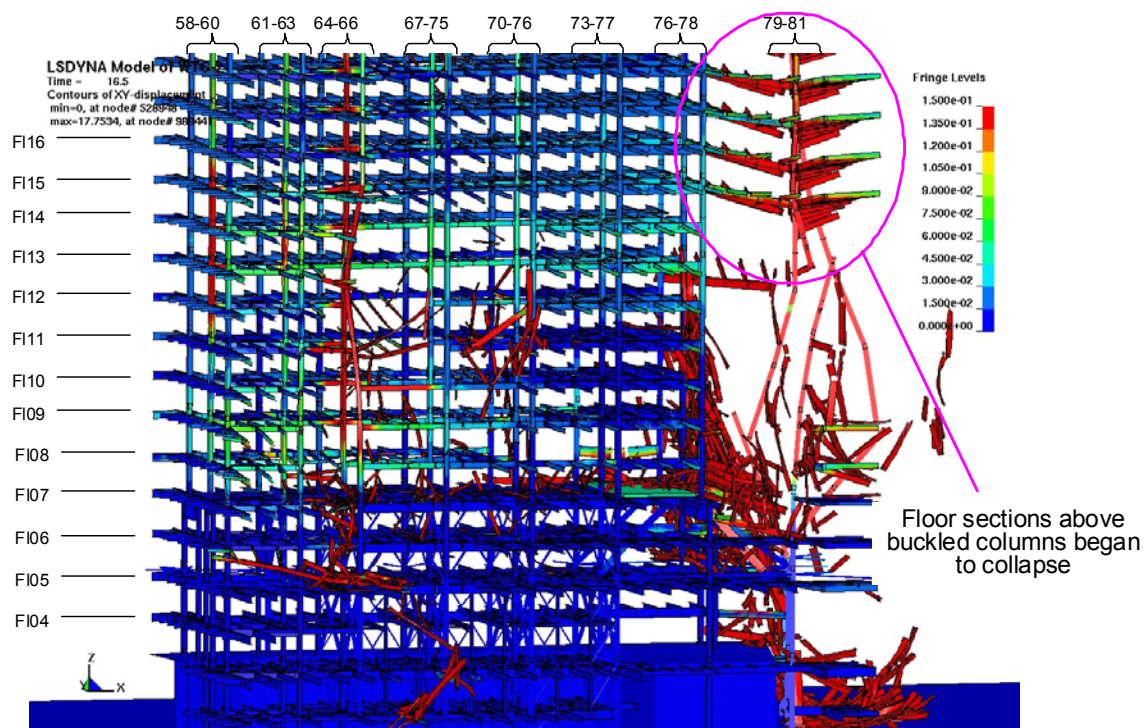 58-60
61-63
64-66
67-75
70-76
73-77
76-78
79-81
LSDYNA Model of
Time = 16.5
Contours of XY-displacement
min=0, at node#
max=17.7534, at node#
Fringe Levels
1.500e-01
1.350e-01
1.200e-01
1.050e-01
9.000e-02
7.500e-02
6.000e-02
4.500e-02
3.000e-02
1.500e-02
0.000e+00
Fl16
Fl15
Fl14
Fl13
Fl12
Fl11
Fl10
Fl09
Fl08
Fl07
Fl06
Fl05
Fl04
Floor sections above
buckled columns began
to collapse
Z
Y
X